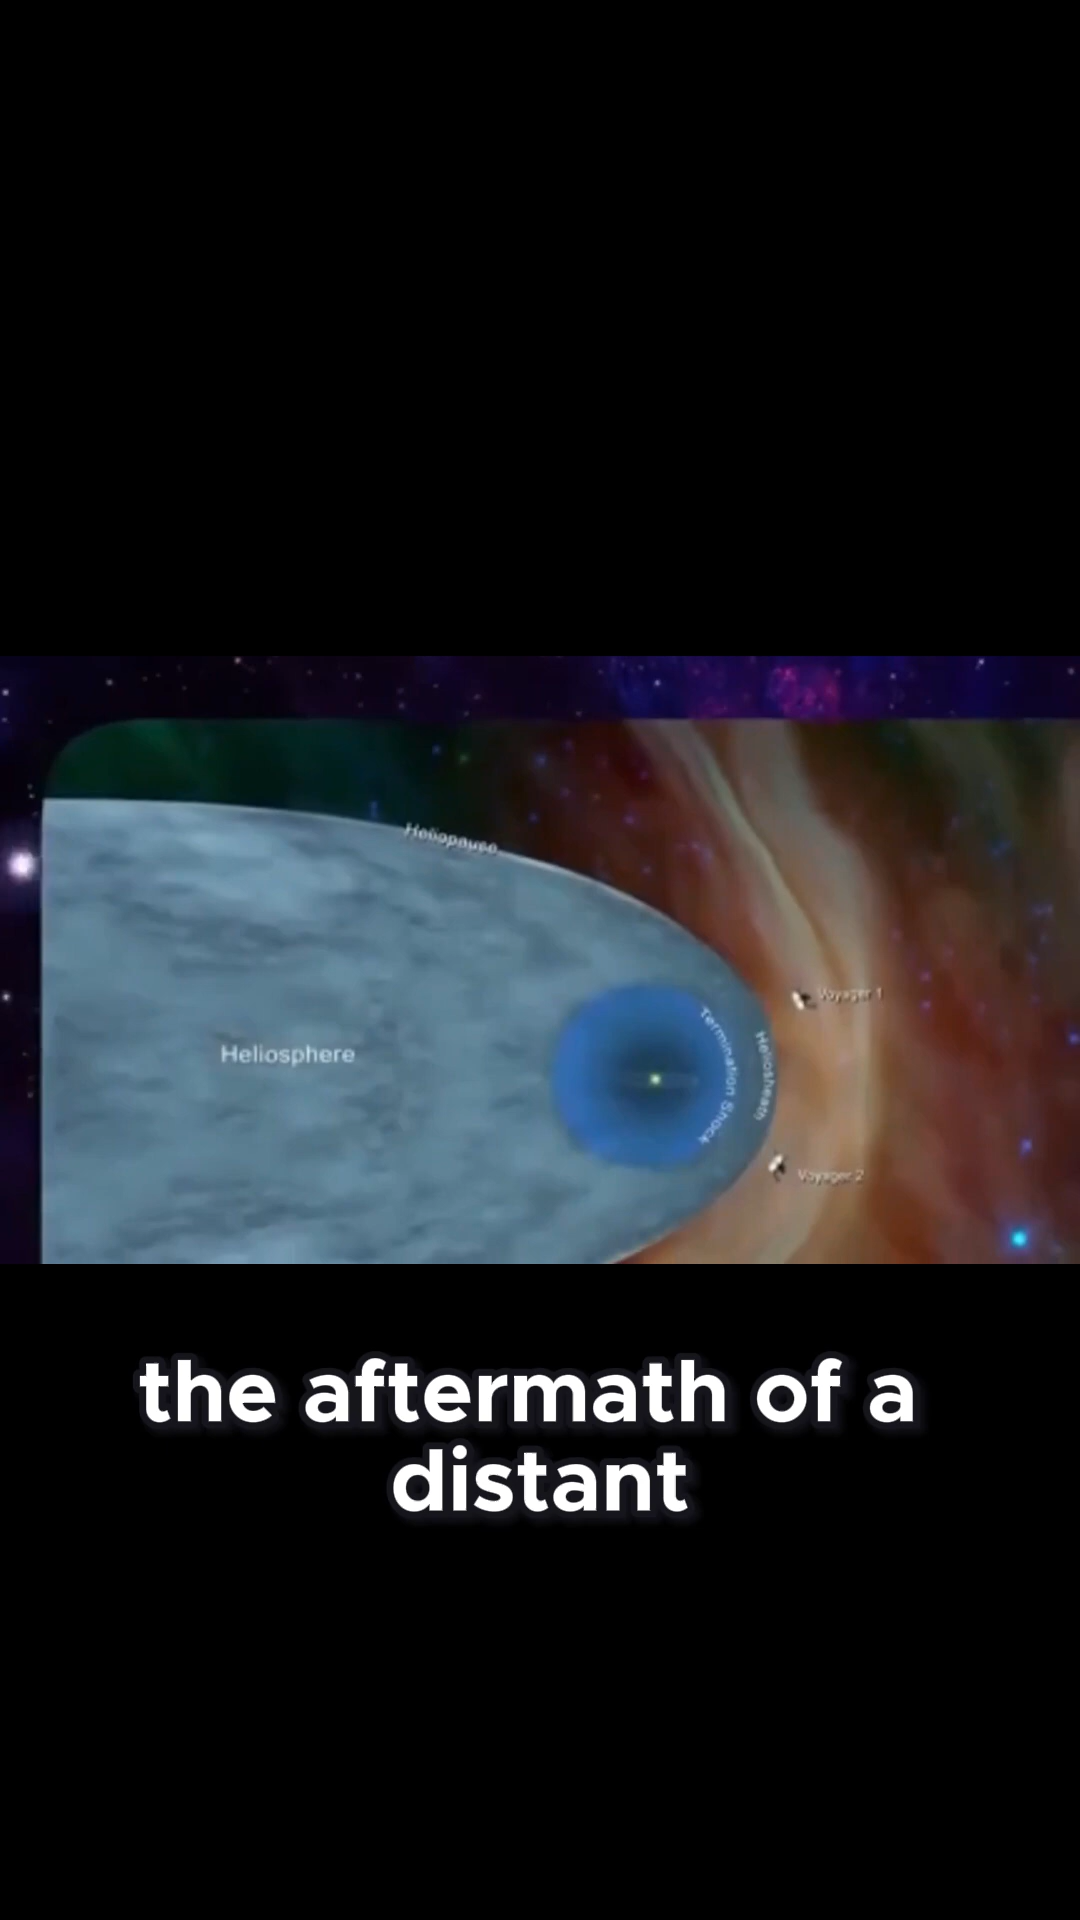 Heliopause
Voyager 1
Termination Shock
Heliosheath
Heliosphere
Voyager 2
the aftermath of a
distant